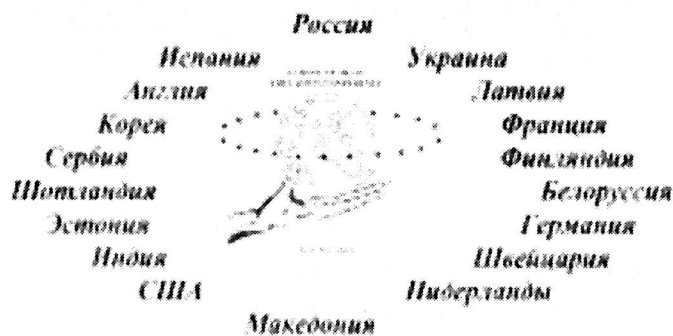 Россия
Испания Украина
Англия Латвия
Корея Франция
Сербия Финляндия
Шотландия Белоруссия
Эстония Германия
Индия Швейцария
США Нидерланды
Македония